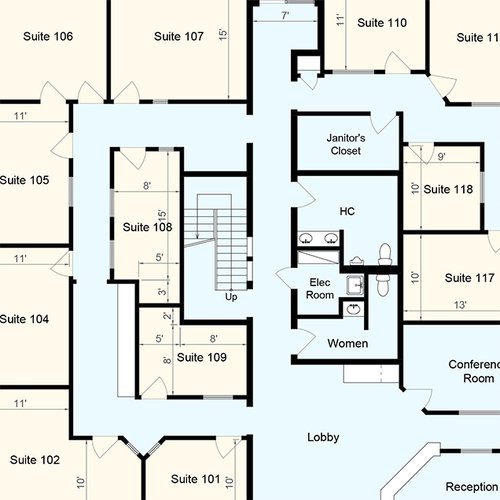 7'
Suite 106
Suite 107
15'
11'
Suite 110
Suite 11
11'
Janitor's
Closet
9'
10'
Suite 118
Suite 105
8'
15'
Suite 108
5'
3'
HC
11'
Up
Elec
Room
Suite 117
10'
13'
Suite 104
2'
5'
8'
8'
Suite 109
Women
Conferenc
Room
11'
Lobby
Suite 102
10'
Suite 101
10'
Reception